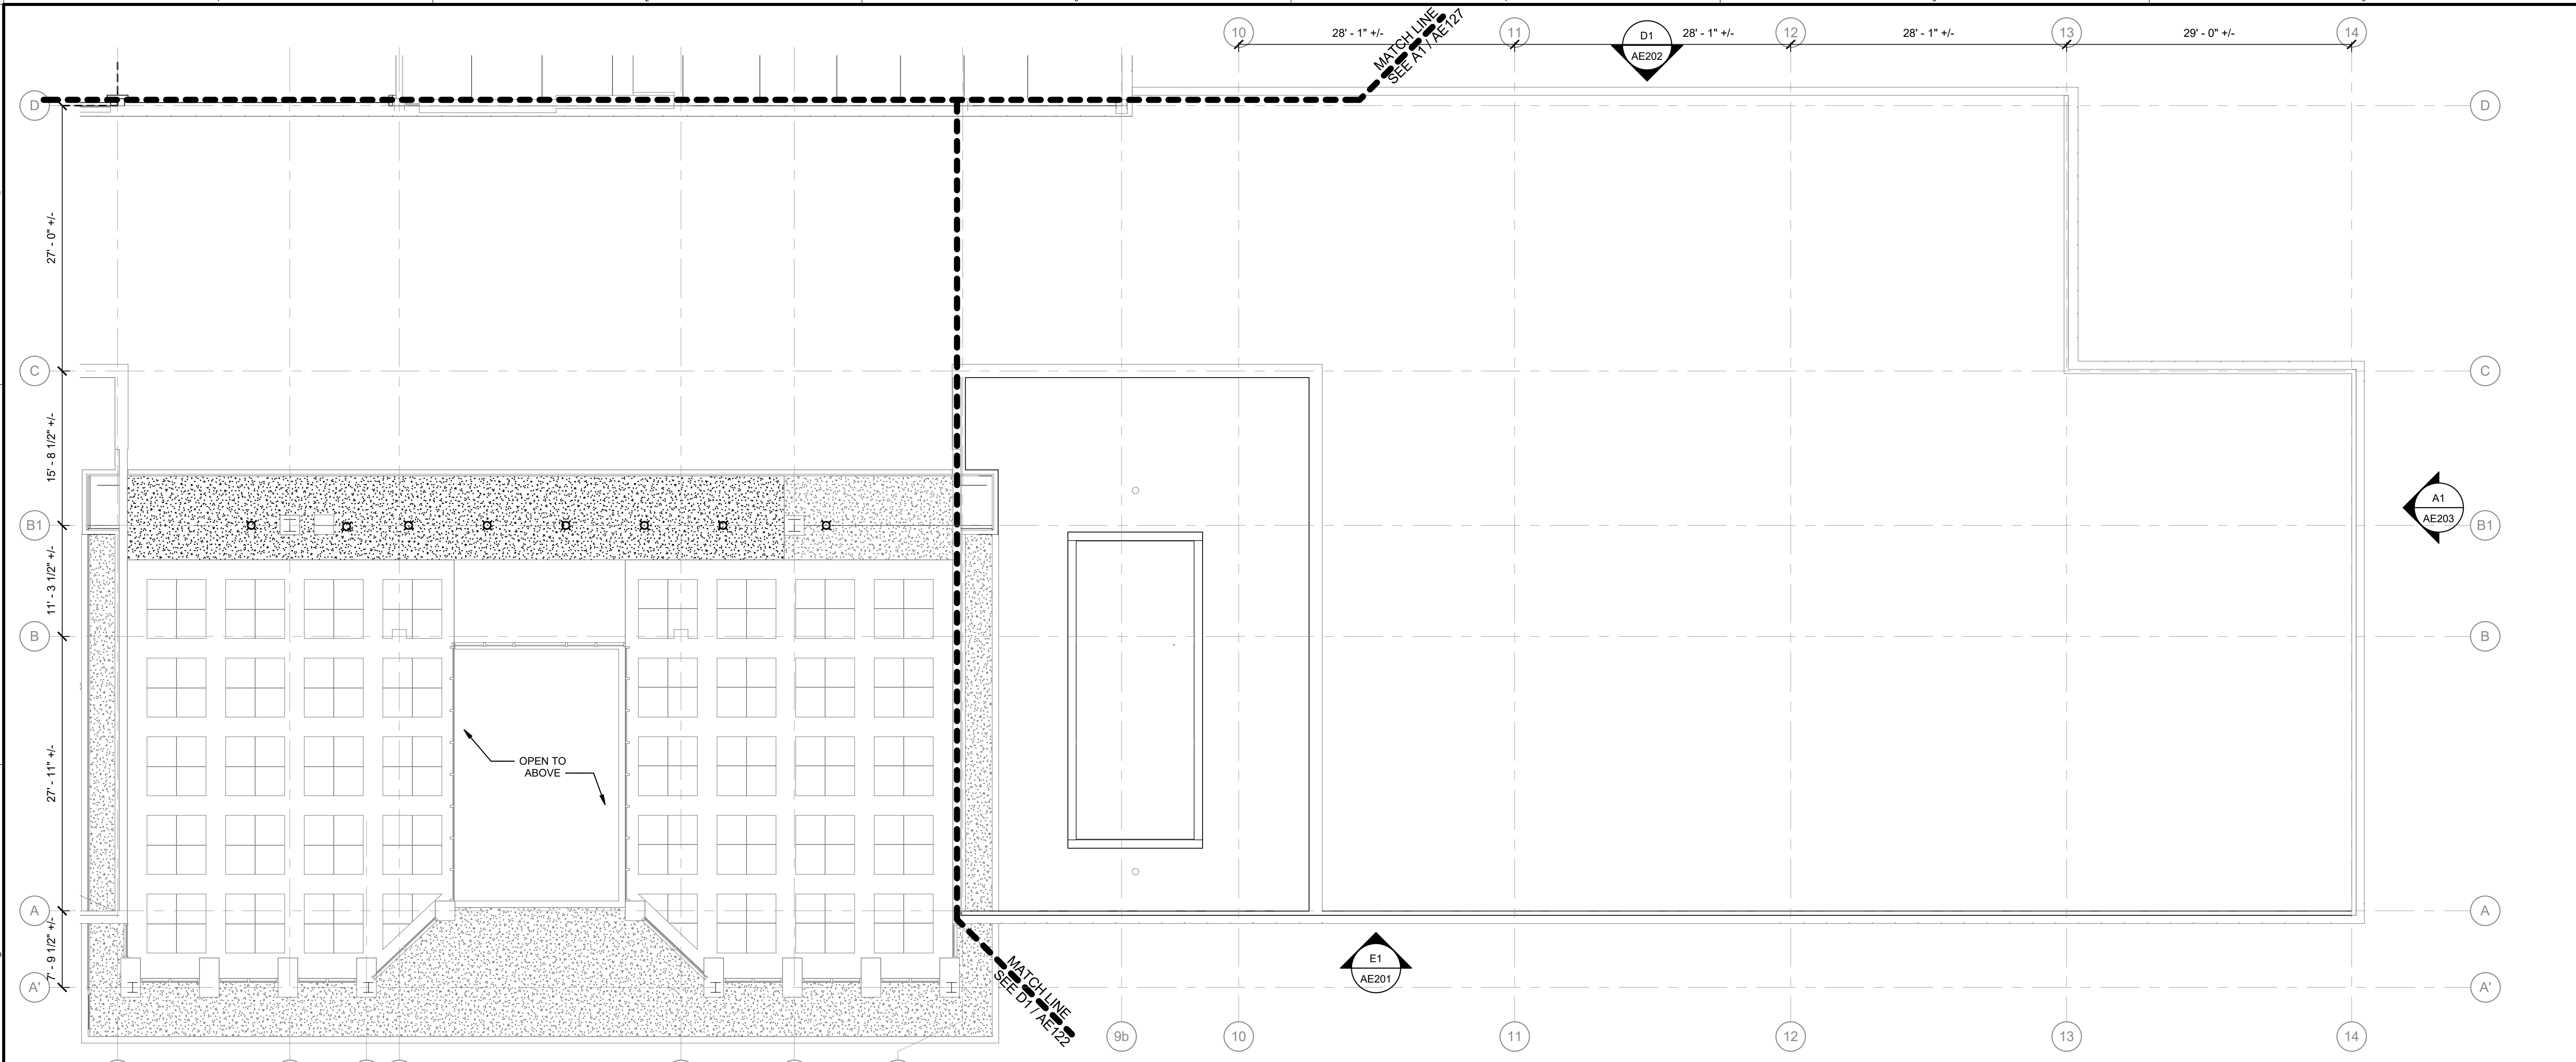 10
28' - 1" +/-
11
D1
AE202
28' - 1" +/-
12
28' - 1" +/-
13
29' - 0" +/-
14
MATCH LINE
SEE A1 / AE127
D
D
27' - 0" +/-
C
C
15' - 8 1/2" +/-
A1
AE203
B1
B1
11' - 3 1/2" +/-
B
B
27' - 11" +/-
OPEN TO
ABOVE
A
A
7' - 9 1/2" +/-
E1
AE201
A'
A'
MATCH LINE
SEE D1 / AE122
9b
10
11
12
13
14